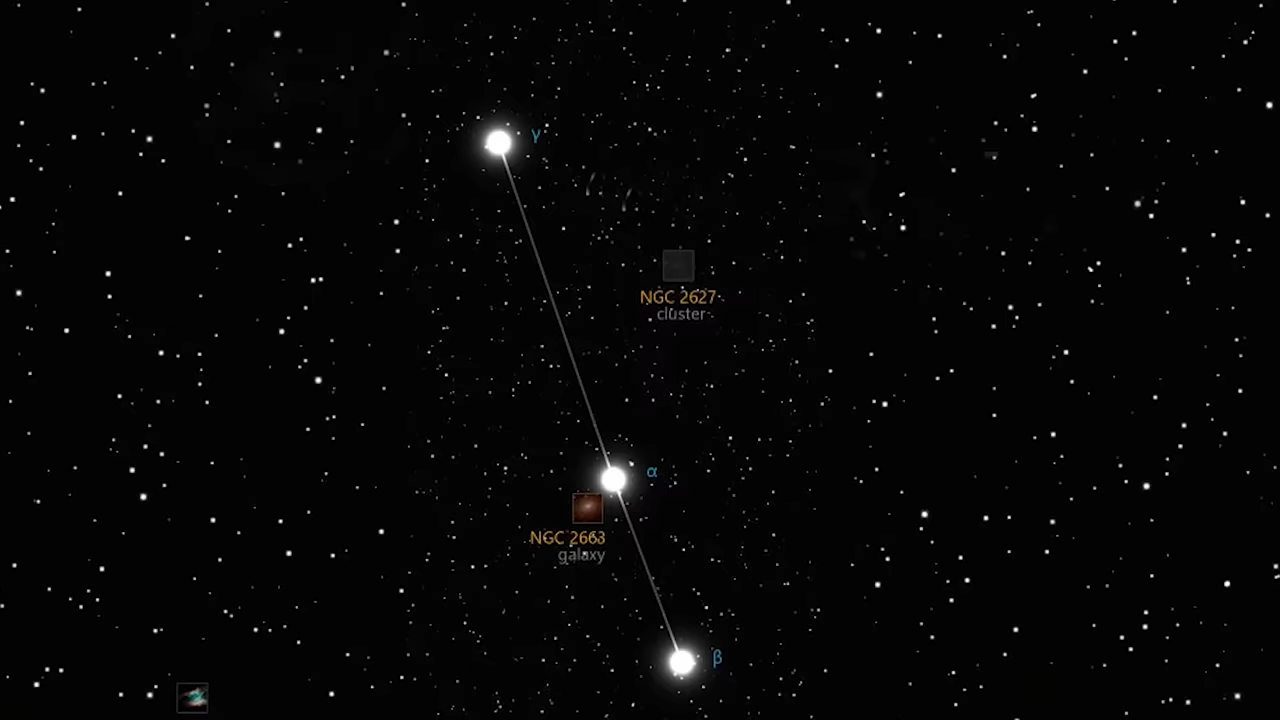 γ
NGC 2627
cluster
α
NGC 2663
galaxy
β